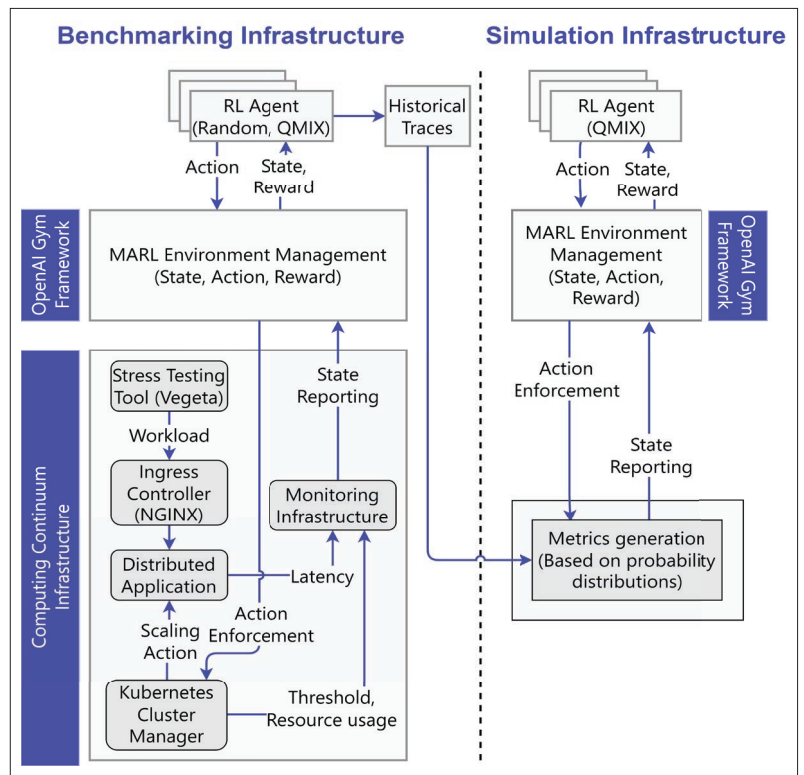 Benchmarking Infrastructure
RL Agent
(Random, QMIX)
Historical
Traces
Action
State,
Reward
OpenAI Gym
Framework
MARL Environment Management
(State, Action, Reward)
Computing Continuum
Infrastructure
Stress Testing
Tool (Vegeta)
State
Reporting
Workload
Ingress
Controller
(NGINX)
Monitoring
Infrastructure
Distributed
Application
Latency
Scaling
Action
Action
Enforcement
Kubernetes
Cluster
Manager
Threshold,
Resource usage
Simulation Infrastructure
RL Agent
(QMIX)
Action
State,
Reward
MARL Environment
Management
(State, Action,
Reward)
OpenAI Gym
Framework
Action
Enforcement
State
Reporting
Metrics generation
(Based on probability
distributions)